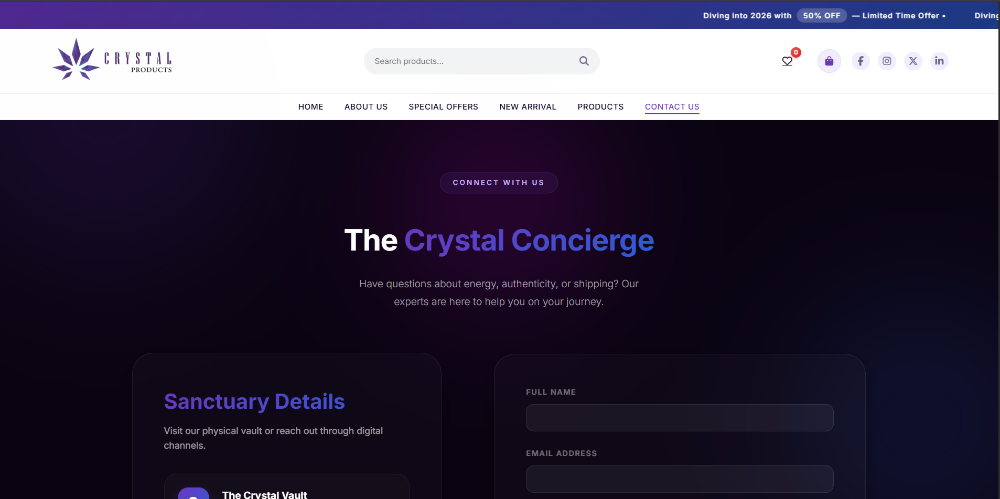 Diving into 2026 with 50% OFF — Limited Time Offer •
CRYSTAL
PRODUCTS
Search products...
0
HOME ABOUT US SPECIAL OFFERS NEW ARRIVAL PRODUCTS CONTACT US
CONNECT WITH US
The Crystal Concierge
Have questions about energy, authenticity, or shipping? Our
experts are here to help you on your journey.
Sanctuary Details
Visit our physical vault or reach out through digital
channels.
The Crystal Vault
FULL NAME
EMAIL ADDRESS